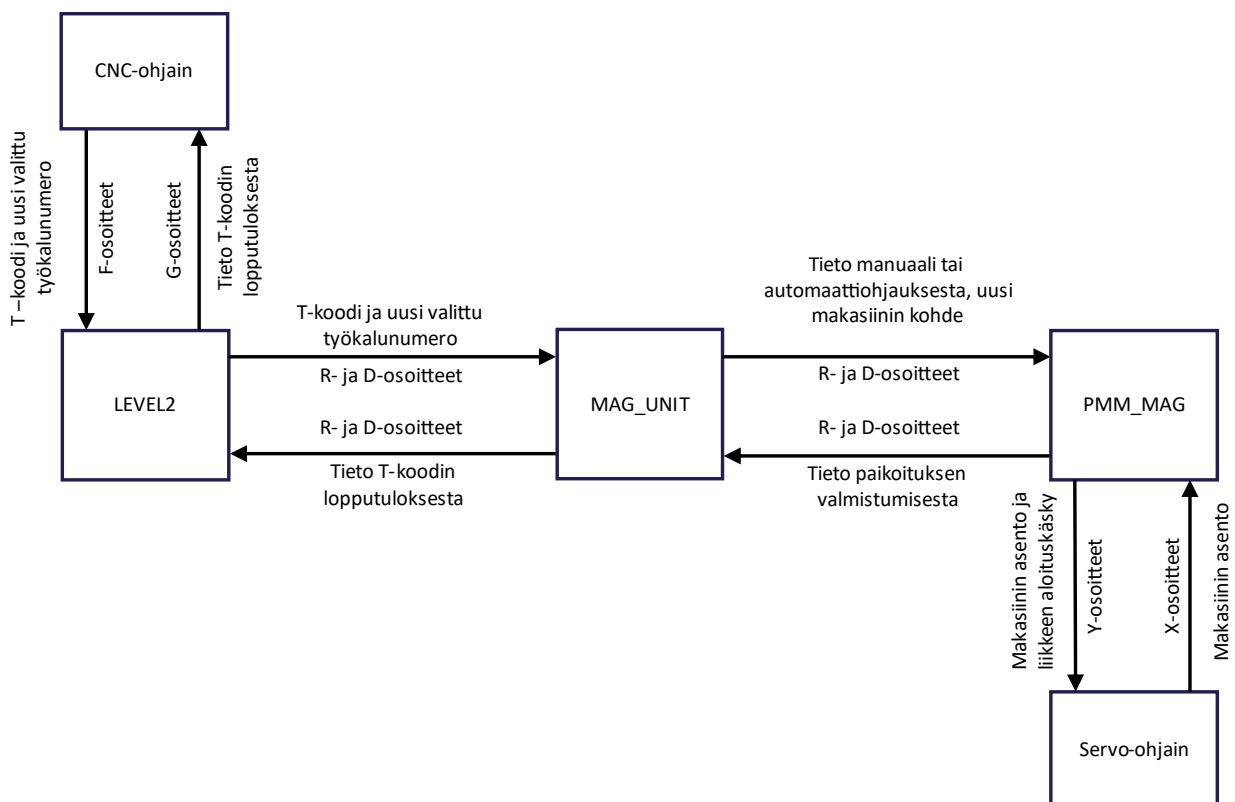 CNC-ohjain
T –koodi ja uusi valittu
työkalunumero
F-osoitteet
G-osoitteet
Tieto T-koodin
lopputuloksesta
T-koodi ja uusi valittu
työkalunumero
R- ja D-osoitteet
Tieto manuaali tai
automaattiohjauksesta, uusi
makasiinin kohde
R- ja D-osoitteet
LEVEL2
MAG_UNIT
PMM_MAG
R- ja D-osoitteet
Tieto T-koodin
lopputuloksesta
R- ja D-osoitteet
Tieto paikoituksen
valmistumisesta
Makasiinin asento ja
liikkeen aloituskäsky
Y-osoitteet
X-osoitteet
Makasiinin asento
Servo-ohjain